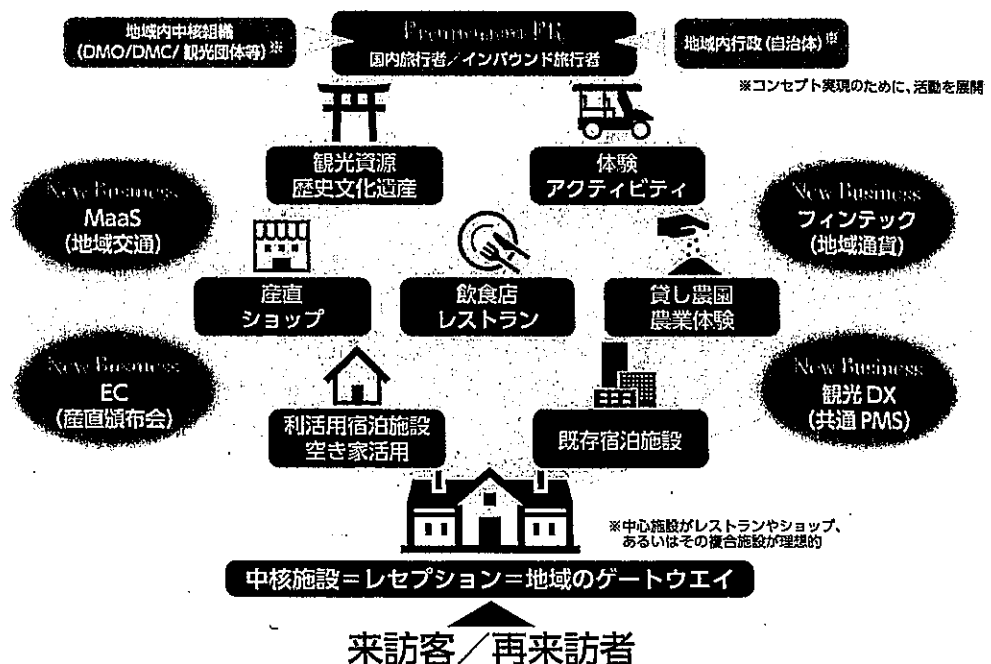 地域内中核組織
(DMO/DMC/観光団体等)※
Promotion PR
国内旅行者/インバウンド旅行者
地域内行政(自治体)※
※コンセプト実現のために、活動を展開
観光資源
歴史文化遺産
体験
アクティビティ
New Business
MaaS
(地域交通)
New Business
フィンテック
(地域通貨)
産直
ショップ
飲食店
レストラン
貸し農園
農業体験
New Business
EC
(産直頒布会)
New Business
観光DX
(共通PMS)
利活用宿泊施設
空き家活用
既存宿泊施設
※中心施設がレストランやショップ、
あるいはその複合施設が理想的
中核施設=レセプション=地域のゲートウエイ
来訪客/再来訪者